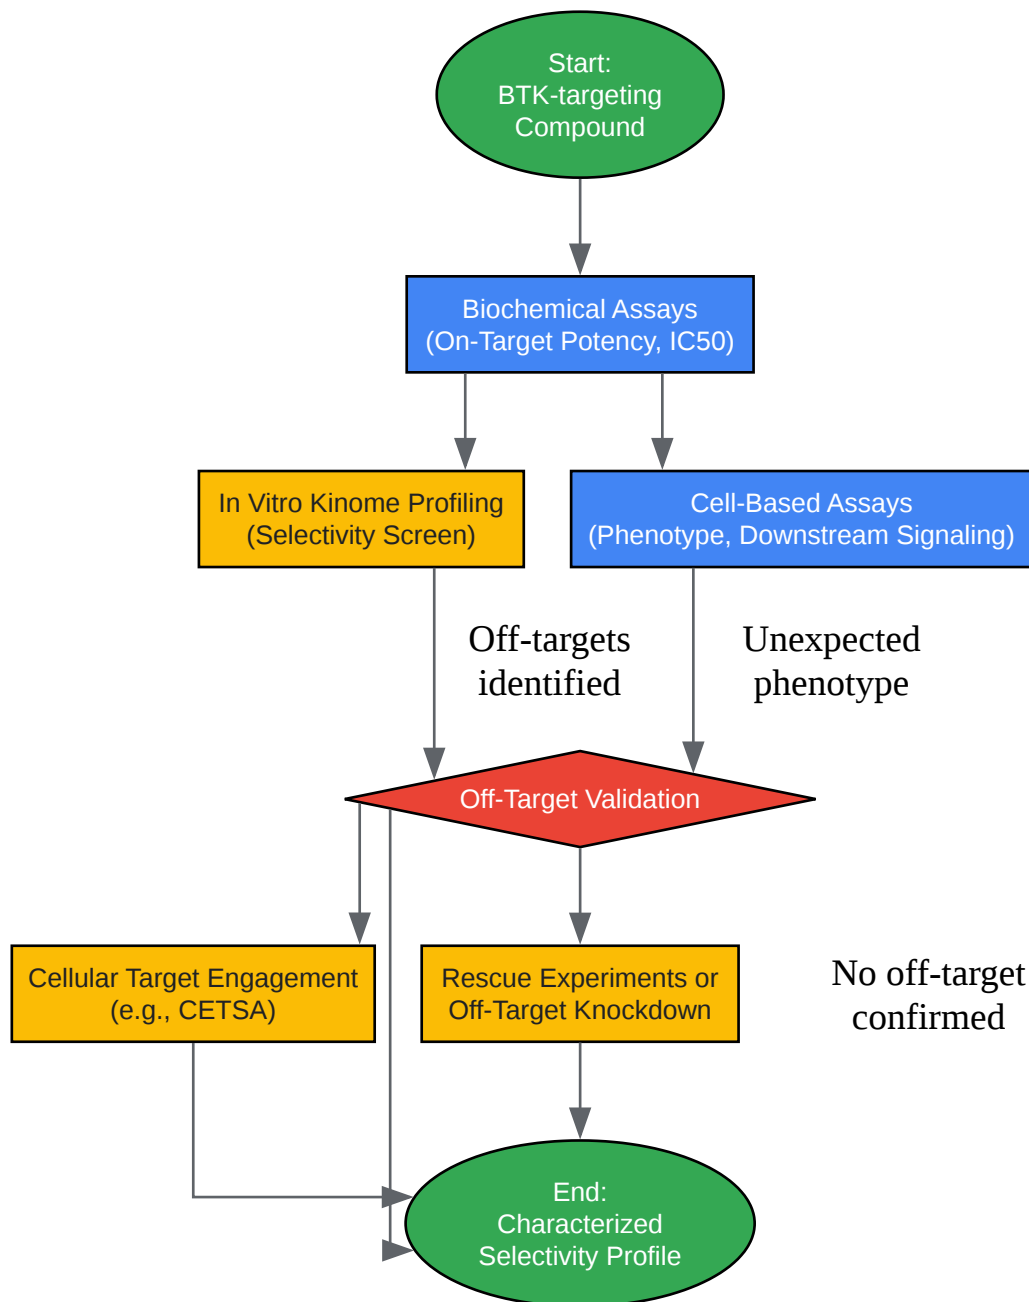 Start:
BTK-targeting
Compound
Biochemical Assays
(On-Target Potency, IC50)
In Vitro Kinome Profiling
(Selectivity Screen)
Cell-Based Assays
(Phenotype, Downstream Signaling)
Off-targets
identified
Unexpected
phenotype
Off-Target Validation
Cellular Target Engagement
(e.g., CETSA)
Rescue Experiments or
Off-Target Knockdown
No off-target
confirmed
End:
Characterized
Selectivity Profile